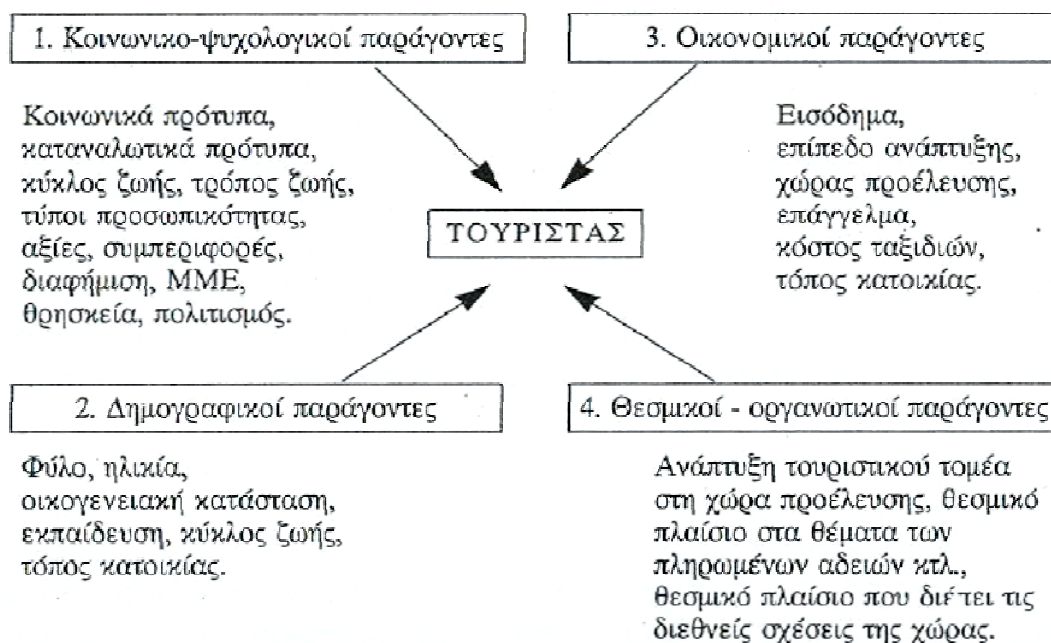 1. Κοινωνικο-ψυχολογικοί παράγοντες
Κοινωνικά πρότυπα,
καταναλωτικά πρότυπα,
κύκλος ζωής, τρόπος ζωής,
τύποι προσωπικότητας,
αξίες, συμπεριφορές,
διαφήμιση, ΜΜΕ,
θρησκεία, πολιτισμός.
3. Οικονομικοί παράγοντες
Εισόδημα,
επίπεδο ανάπτυξης,
χώρας προέλευσης,
επάγγελμα,
κόστος ταξιδιών,
τόπος κατοικίας.
ΤΟΥΡΙΣΤΑΣ
2. Δημογραφικοί παράγοντες
Φύλο, ηλικία,
οικογενειακή κατάσταση,
εκπαίδευση, κύκλος ζωής,
τόπος κατοικίας.
4. Θεσμικοί - οργανωτικοί παράγοντες
Ανάπτυξη τουριστικού τομέα
στη χώρα προέλευσης, θεσμικό
πλαίσιο στα θέματα των
πληρωμένων αδειών κτλ.,
θεσμικό πλαίσιο που διέπει τις
διεθνείς σχέσεις της χώρας.